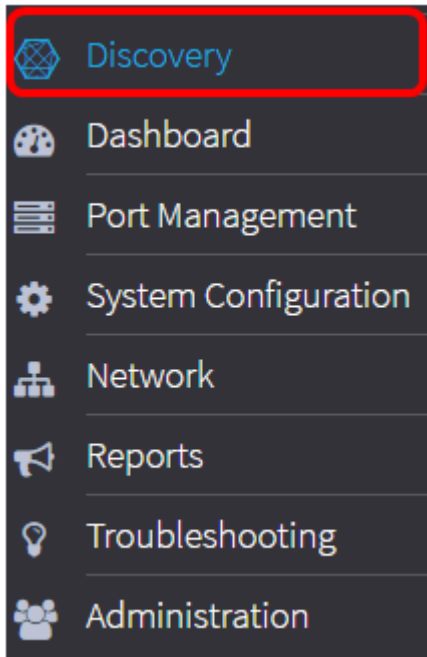 Discovery
Dashboard
Port Management
System Configuration
Network
Reports
Troubleshooting
Administration